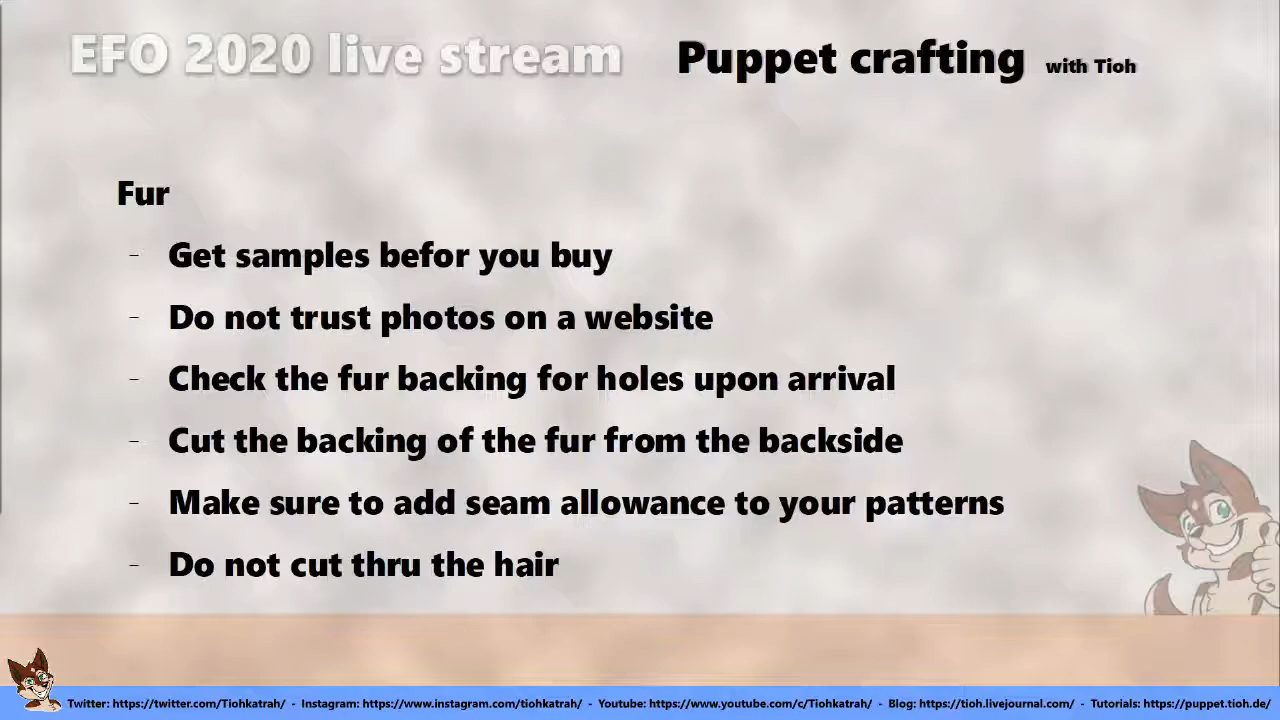 EFO 2020 live stream Puppet crafting with Tioh
Fur
- Get samples befor you buy
- Do not trust photos on a website
- Check the fur backing for holes upon arrival
- Cut the backing of the fur from the backside
- Make sure to add seam allowance to your patterns
- Do not cut thru the hair
Twitter: https://twitter.com/Tiohkatrah/ - Instagram: https://www.instagram.com/tiohkatrah/ - Youtube: https://www.youtube.com/c/Tiohkatrah/ - Blog: https://tioh.livejournal.com/ - Tutorials: https://puppet.tioh.de/